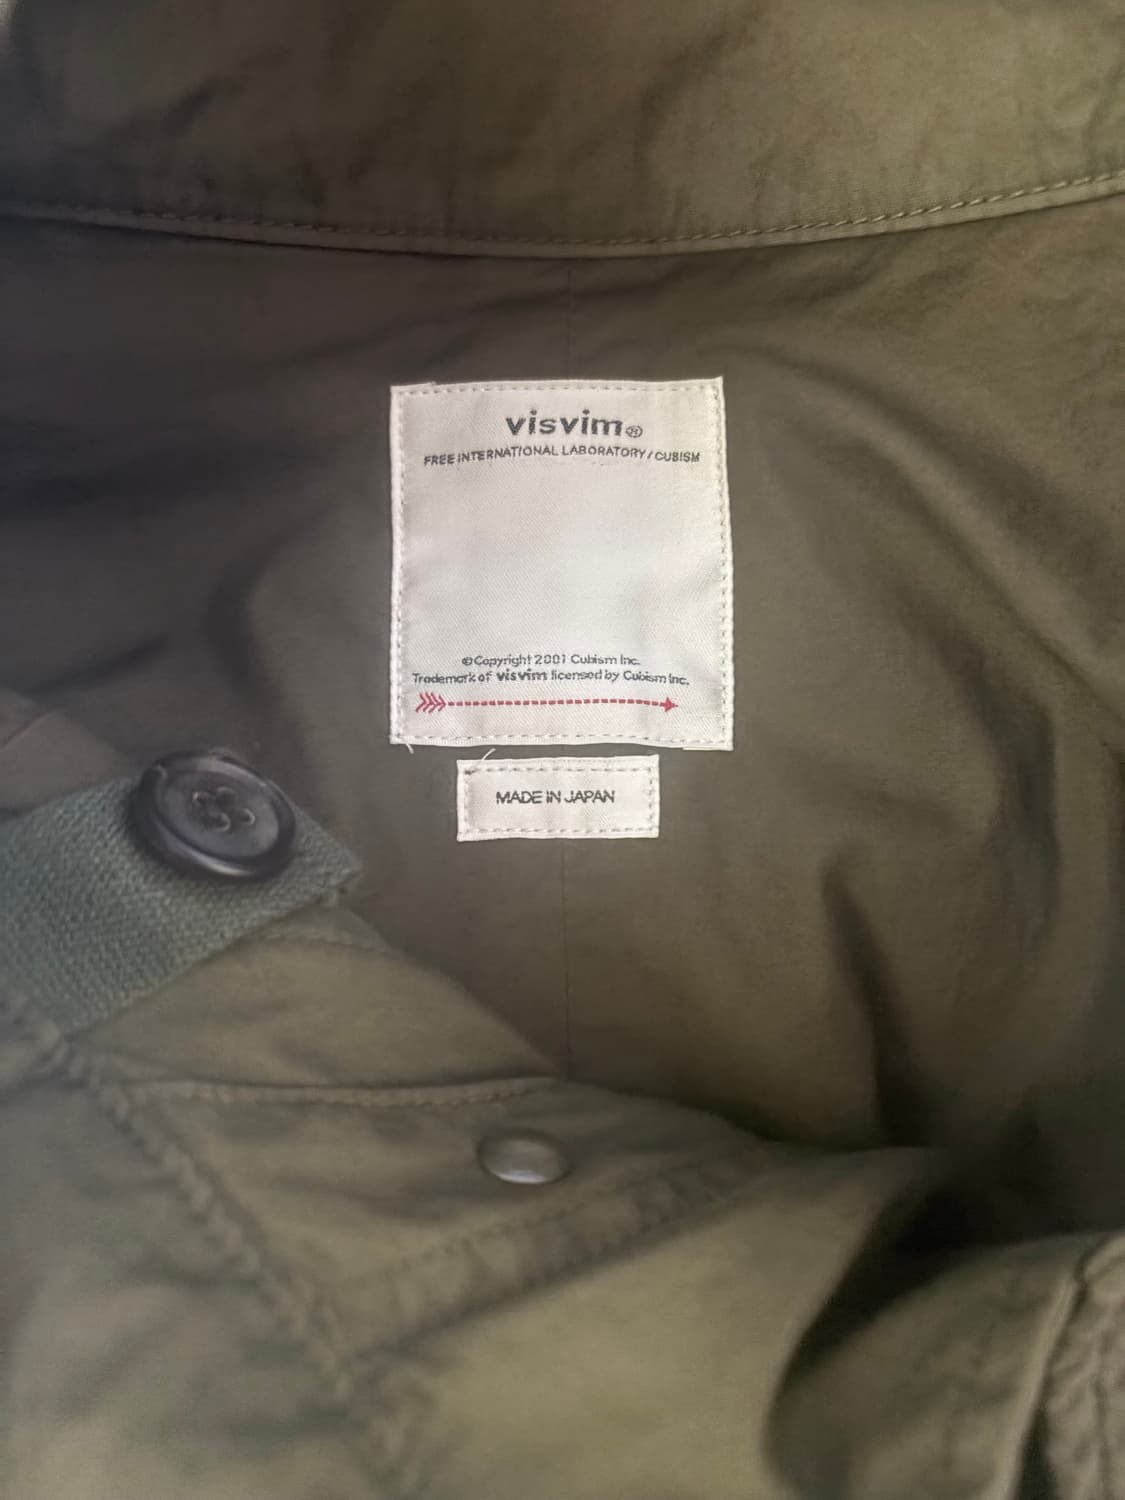 visvim®
FREE INTERNATIONAL LABORATORY / CUBISM
©Copyright 2001 Cubism Inc.
Trademark of visvim licensed by Cubism Inc.
MADE IN JAPAN